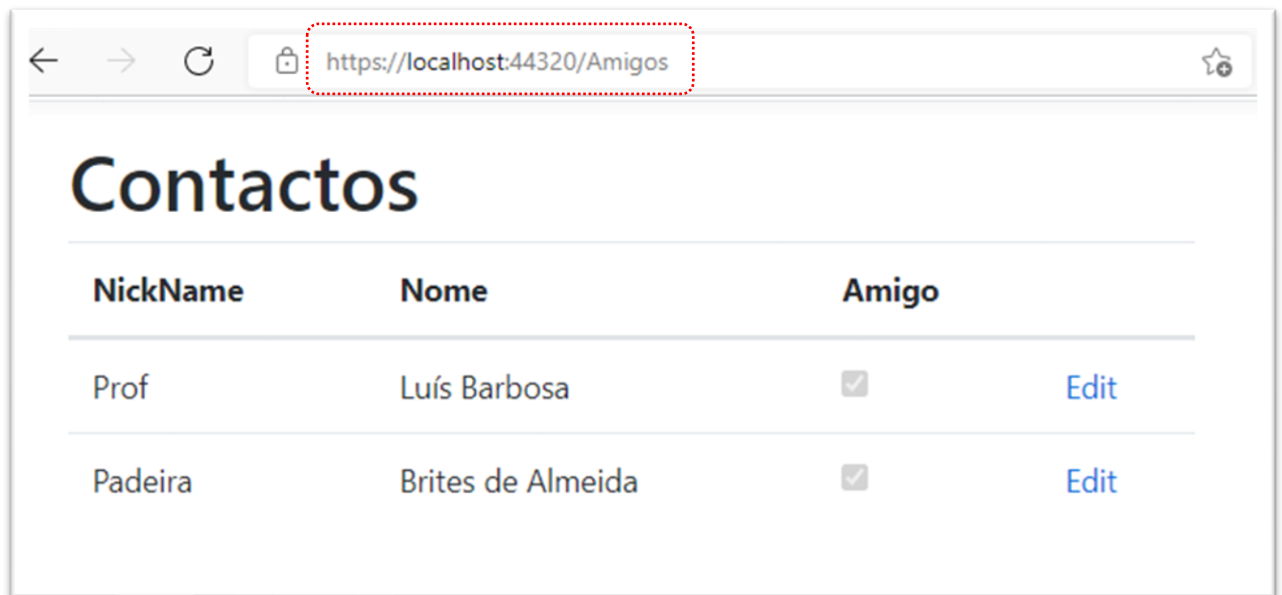 https://localhost:44320/Amigos
Contactos
NickName Nome Amigo
Prof Luís Barbosa Edit
Padeira Brites de Almeida Edit